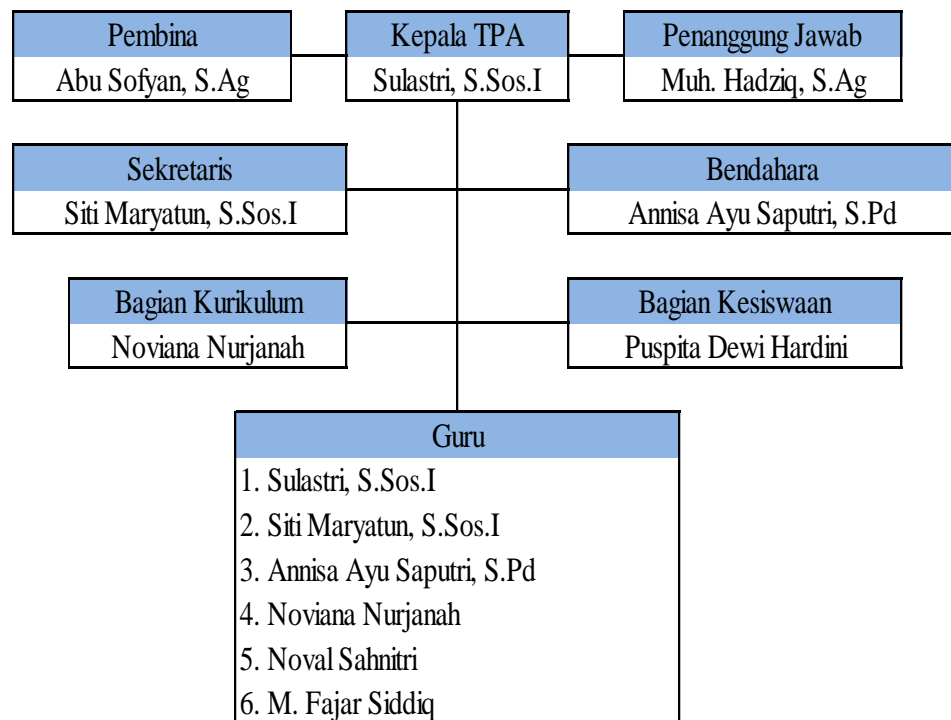 Pembina
Abu Sofyan, S.Ag
Kepala TPA
Sulastri, S.Sos.I
Penanggung Jawab
Muh. Hadziq, S.Ag
Sekretaris
Siti Maryatun, S.Sos.I
Bendahara
Annisa Ayu Saputri, S.Pd
Bagian Kurikulum
Noviana Nurjanah
Bagian Kesiswaan
Puspita Dewi Hardini
Guru
1. Sulastri, S.Sos.I
2. Siti Maryatun, S.Sos.I
3. Annisa Ayu Saputri, S.Pd
4. Noviana Nurjanah
5. Noval Sahnitri
6. M. Fajar Siddiq